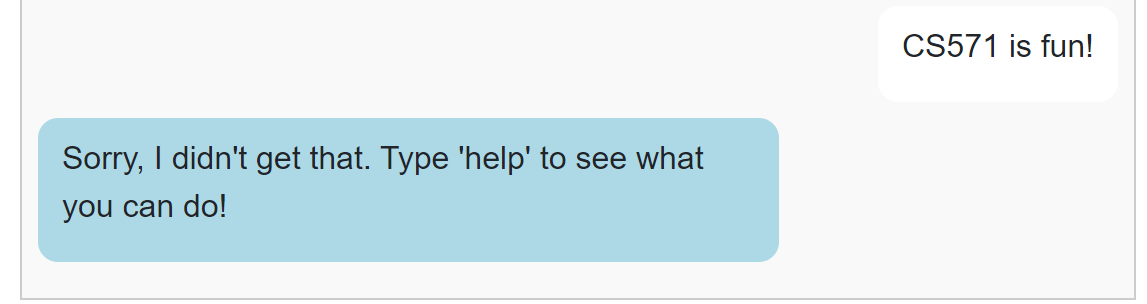 CS571 is fun!
Sorry, I didn't get that. Type 'help' to see what
you can do!